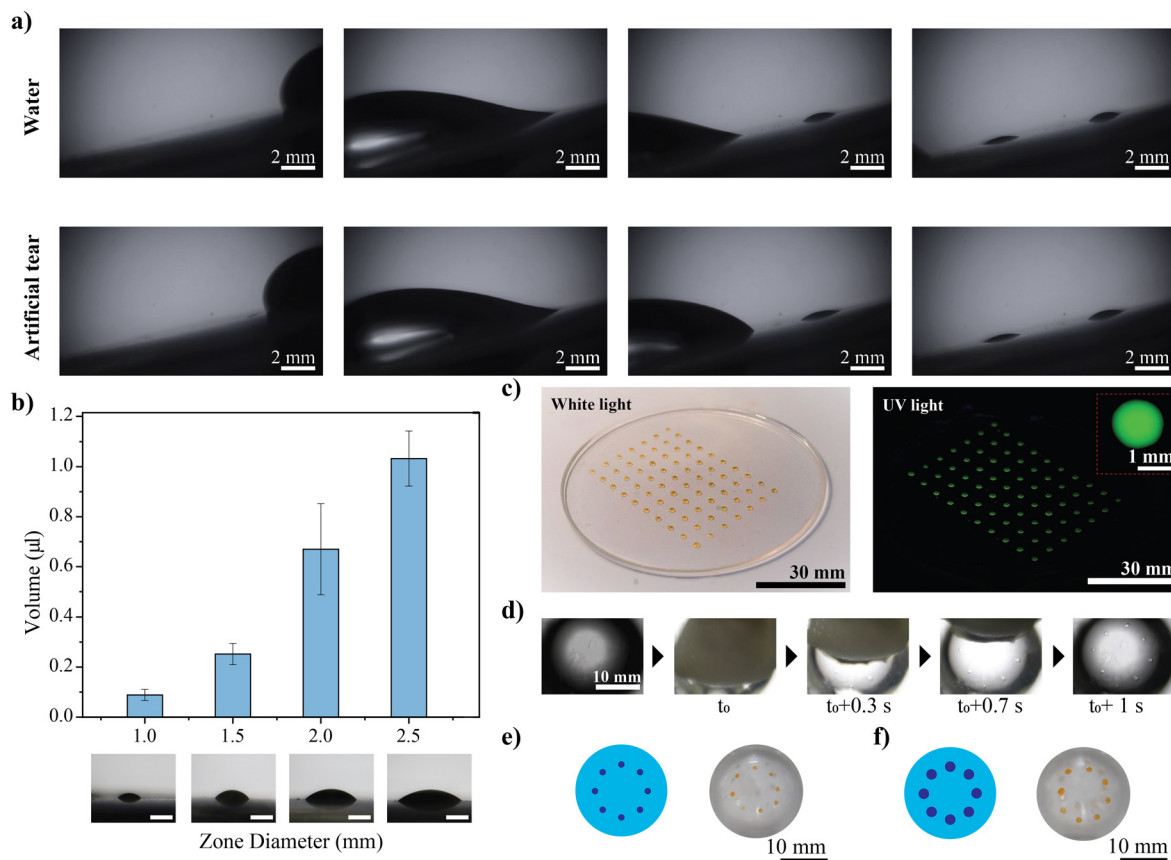 a)
Water
2 mm
2 mm
2 mm
2 mm
Artificial tear
2 mm
2 mm
2 mm
2 mm
b)
Volume (µl)
1.2
1.0
0.8
0.6
0.4
0.2
0.0
1.0
1.5
2.0
2.5
Zone Diameter (mm)
c)
White light
30 mm
UV light
1 mm
30 mm
d)
10 mm
t₀
t₀+0.3 s
t₀+0.7 s
t₀+ 1 s
e)
10 mm
f)
10 mm